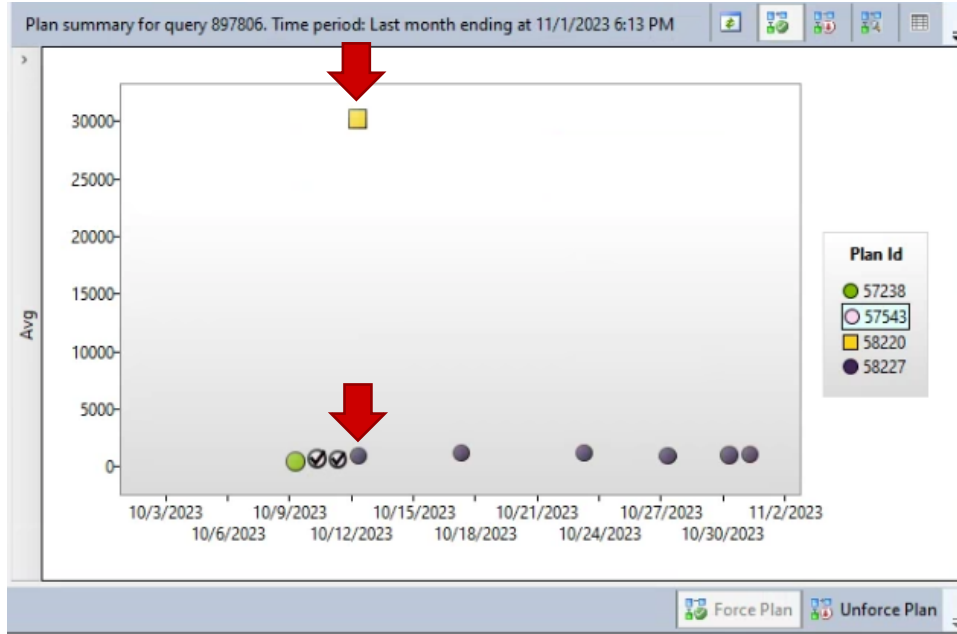 Plan summary for query 897806. Time period: Last month ending at 11/1/2023 6:13 PM
Avg
30000
25000
20000
15000
10000
5000
0
10/3/2023 10/9/2023 10/15/2023 10/21/2023 10/27/2023 11/2/2023
10/6/2023 10/12/2023 10/18/2023 10/24/2023 10/30/2023
Plan Id
57238
57543
58220
58227
Force Plan Unforce Plan